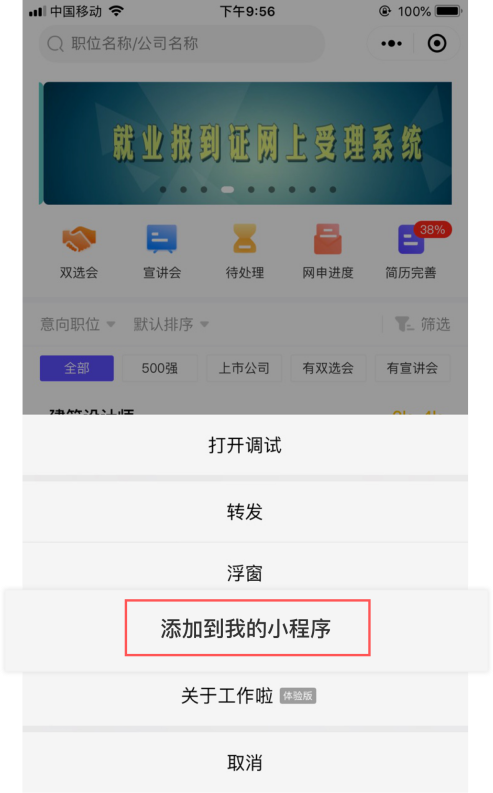 中国移动 下午9:56 100%
职位名称/公司名称
就业报到证网上受理系统
38%
双选会 宣讲会 待处理 网申进度 简历完善
意向职位 默认排序 筛选
全部 500强 上市公司 有双选会 有宣讲会
建筑设计师
打开调试
转发
浮窗
添加到我的小程序
关于工作啦 体验版
取消